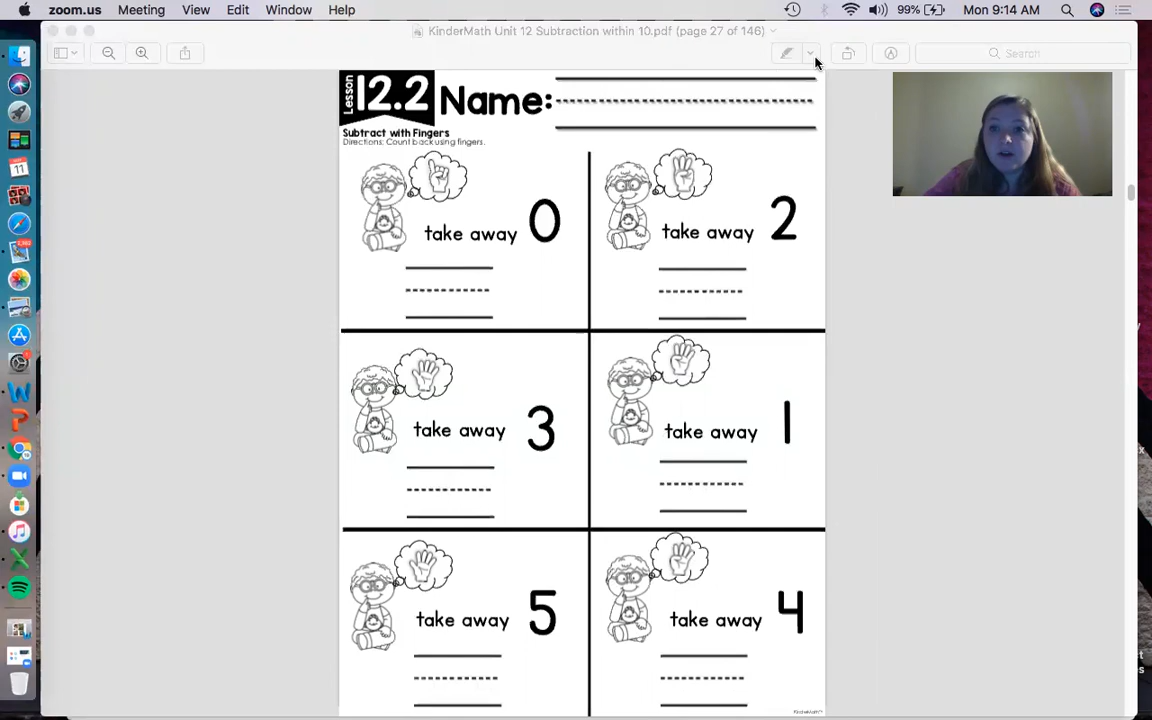 zoom.us Meeting View Edit Window Help 99% Mon 9:14 AM
KinderMath Unit 12 Subtraction within 10.pdf (page 27 of 146)
Search
Lesson 12.2 Name:
Subtract with Fingers
Directions: Count back using fingers.
take away 0
take away 2
take away 3
take away 1
take away 5
take away 4
KinderMath™
11